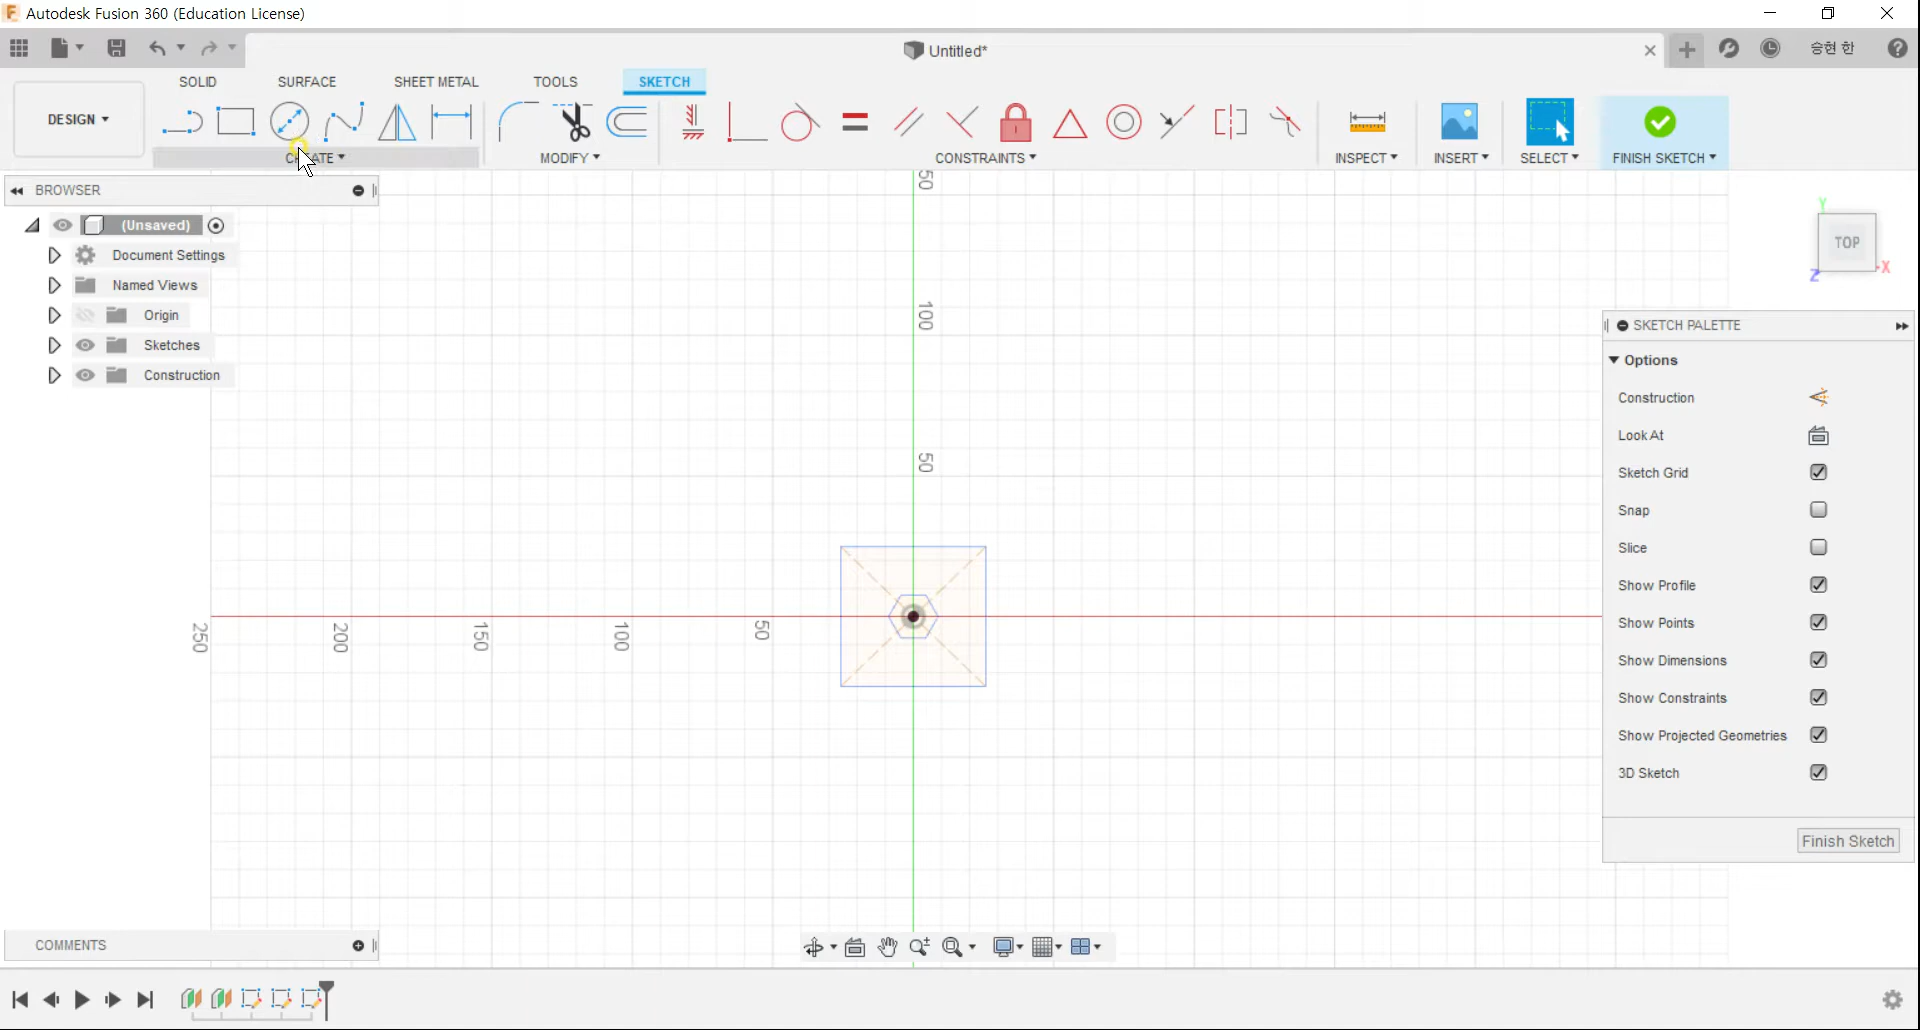 Autodesk Fusion 360 (Education License)
Untitled*
승현 한
SOLID
SURFACE
SHEET METAL
TOOLS
SKETCH
DESIGN
CREATE
MODIFY
CONSTRAINTS
INSPECT
INSERT
SELECT
FINISH SKETCH
BROWSER
(Unsaved)
Document Settings
Named Views
Origin
Sketches
Construction
50
100
50
250
200
150
100
50
TOP
Y
X
Z
SKETCH PALETTE
Options
Construction
Look At
Sketch Grid
Snap
Slice
Show Profile
Show Points
Show Dimensions
Show Constraints
Show Projected Geometries
3D Sketch
Finish Sketch
COMMENTS